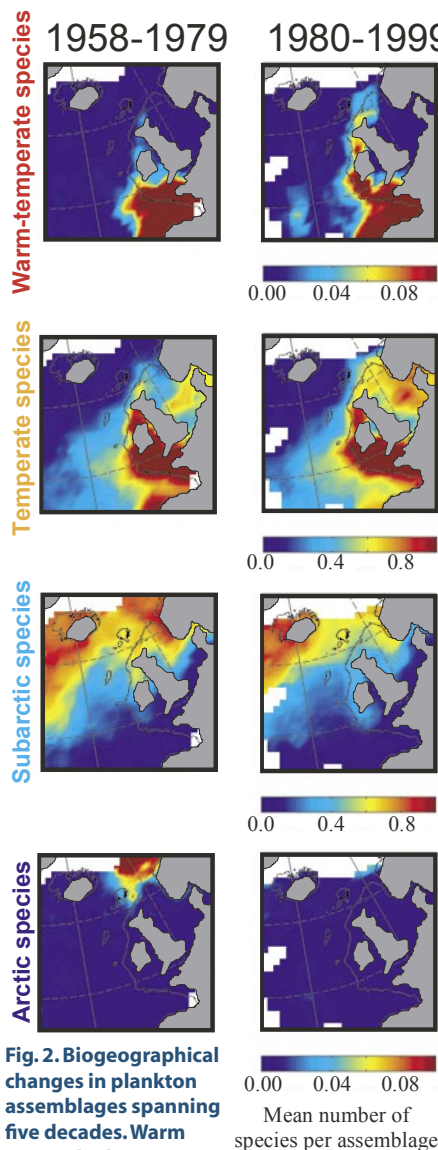 1958-1979 1980-1999
Warm-temperate species
0.00 0.04 0.08
Temperate species
0.0 0.4 0.8
Subarctic species
0.0 0.4 0.8
Arctic species
0.00 0.04 0.08
Fig. 2. Biogeographical
changes in plankton
assemblages spanning
five decades. Warm
Mean number of
species per assemblage